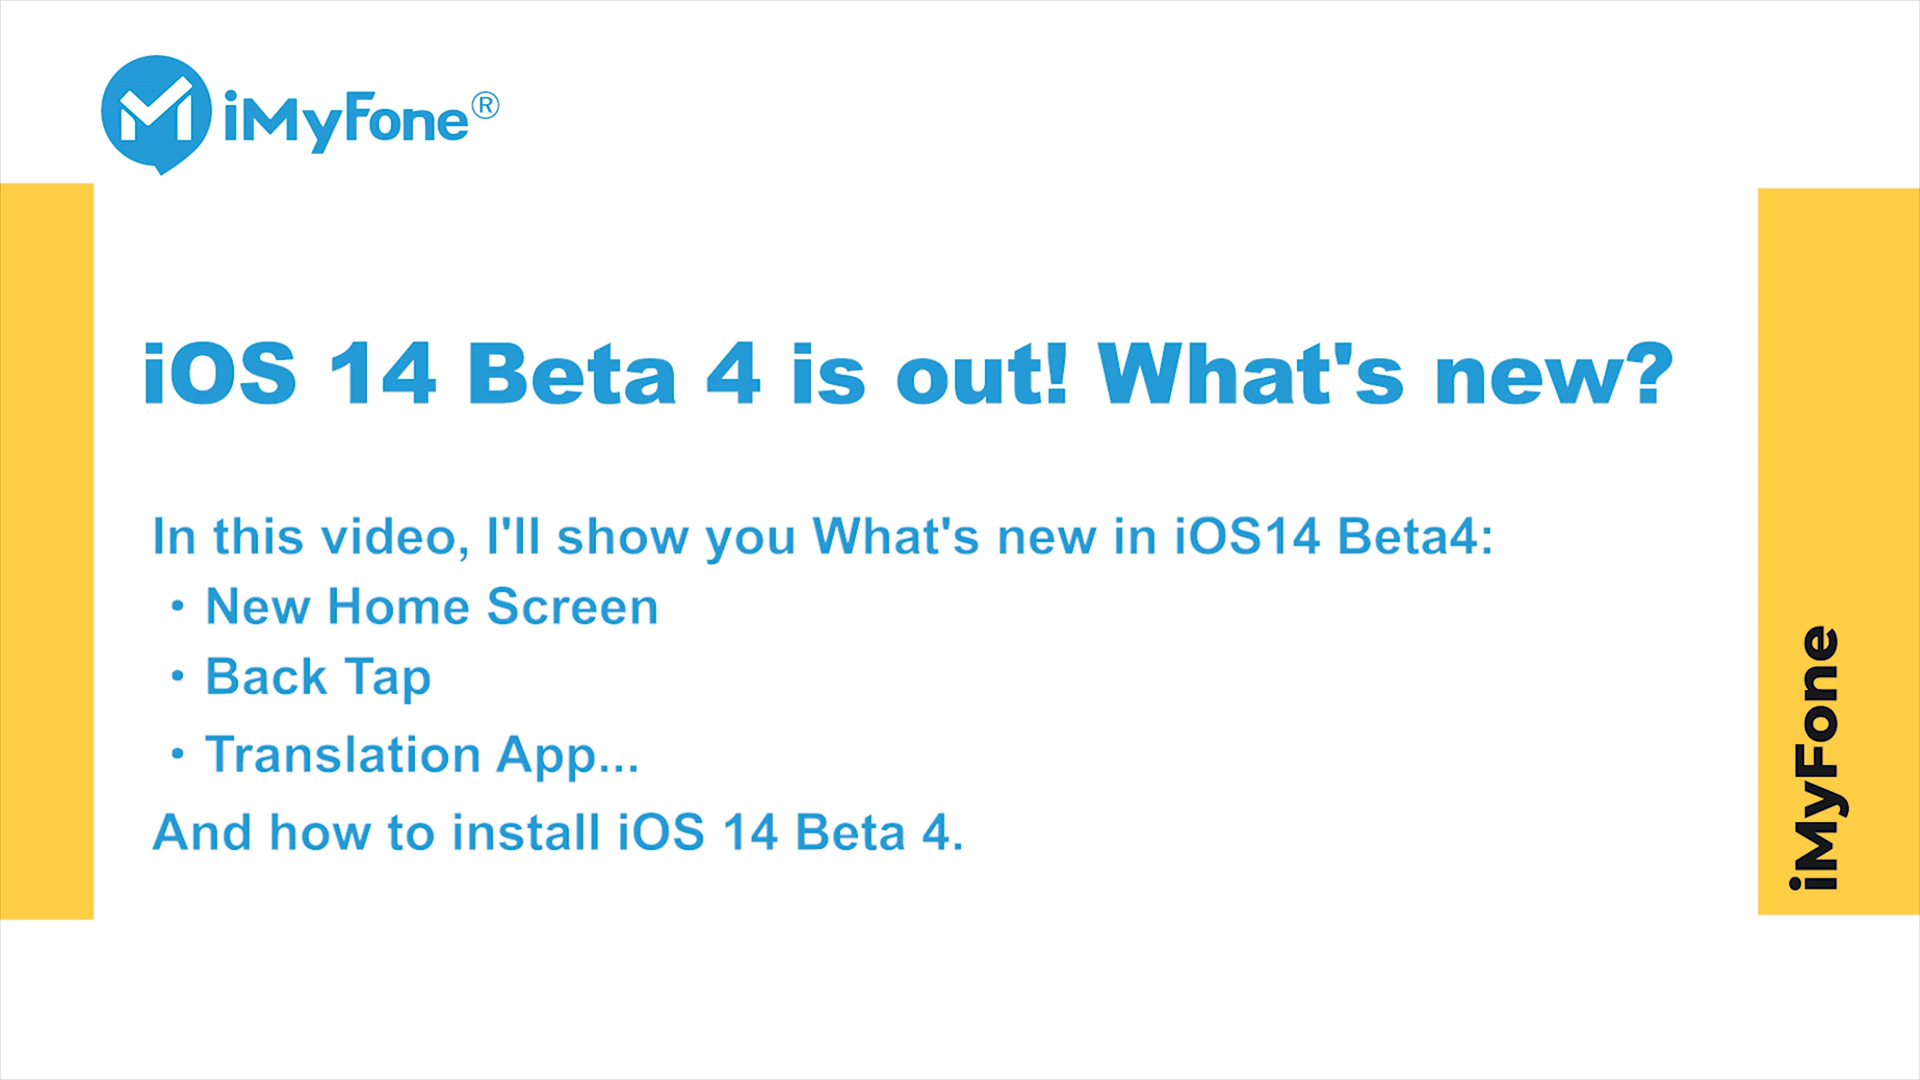 iMyFone®
iOS 14 Beta 4 is out! What's new?
In this video, I'll show you What's new in iOS14 Beta4:
• New Home Screen
• Back Tap
• Translation App...
And how to install iOS 14 Beta 4.
iMyFone